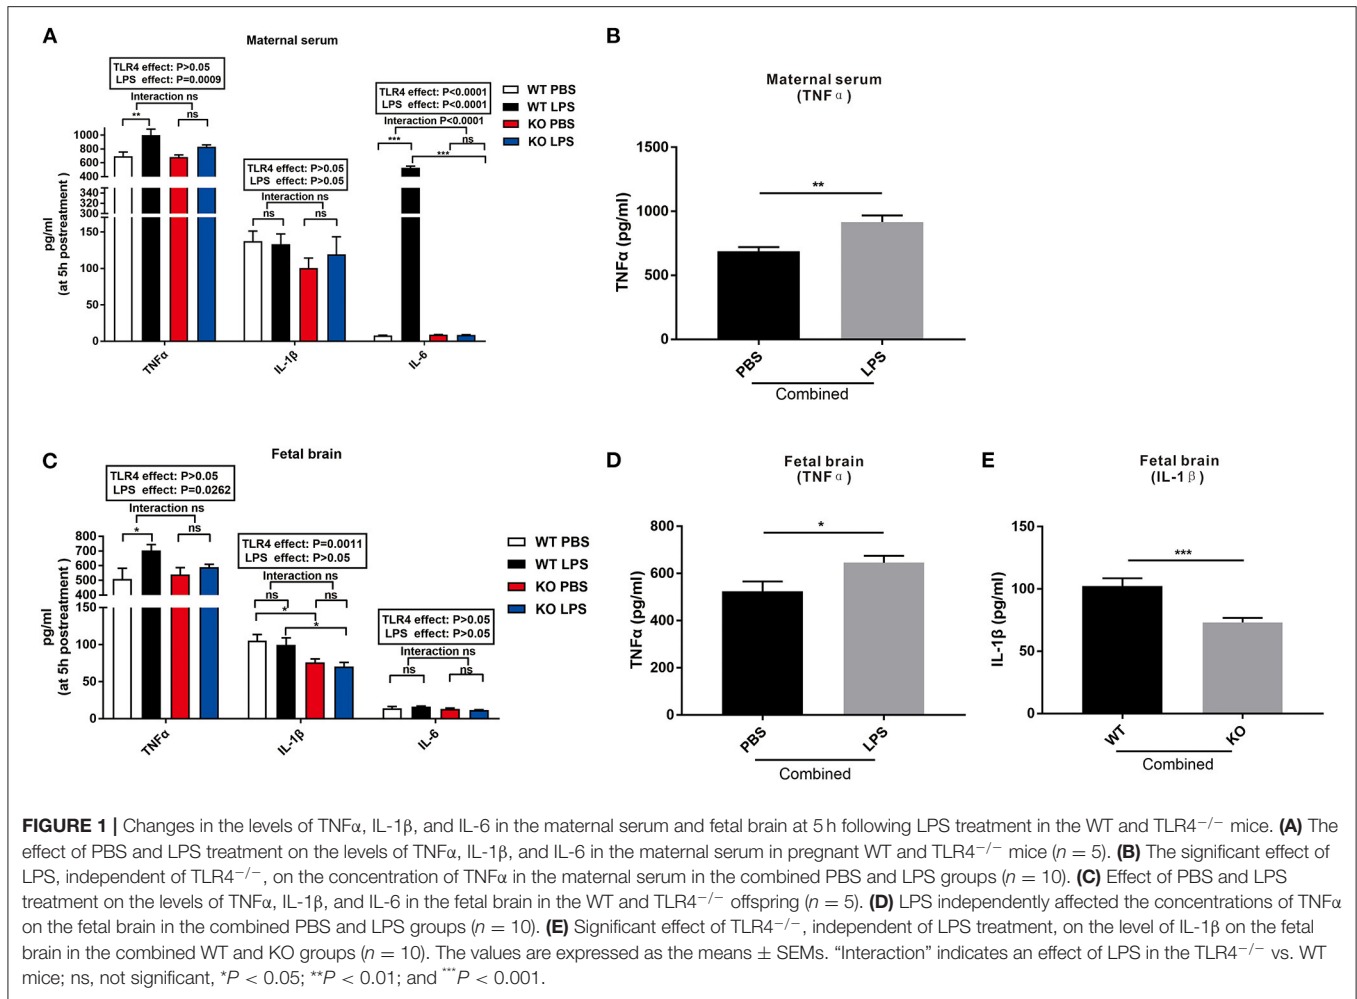 A
Maternal serum
TLR4 effect: P>0.05
LPS effect: P=0.0009
Interaction ns
**
ns
TLR4 effect: P>0.05
LPS effect: P>0.05
Interaction ns
ns
ns
TLR4 effect: P<0.0001
LPS effect: P<0.0001
Interaction P<0.0001
ns
***
***
WT PBS
WT LPS
KO PBS
KO LPS
pg/ml
(at 5h postreatment )
1000
800
600
400
340
320
300
150
100
50
0
TNFα
IL-1β
IL-6
B
Maternal serum
(TNFα)
**
TNFα (pg/ml)
1500
1000
500
0
PBS
LPS
Combined
C
Fetal brain
TLR4 effect: P>0.05
LPS effect: P=0.0262
Interaction ns
*
ns
TLR4 effect: P=0.0011
LPS effect: P>0.05
Interaction ns
ns
ns
*
*
TLR4 effect: P>0.05
LPS effect: P>0.05
Interaction ns
ns
ns
WT PBS
WT LPS
KO PBS
KO LPS
pg/ml
(at 5h postreatment )
800
700
600
500
400
150
100
50
0
TNFα
IL-1β
IL-6
D
Fetal brain
(TNFα)
*
TNFα (pg/ml)
800
600
400
200
0
PBS
LPS
Combined
E
Fetal brain
(IL-1β)
***
IL-1β (pg/ml)
150
100
50
0
WT
KO
Combined
FIGURE 1 | Changes in the levels of TNFα, IL-1β, and IL-6 in the maternal serum and fetal brain at 5 h following LPS treatment in the WT and TLR4−/− mice. (A) The
effect of PBS and LPS treatment on the levels of TNFα, IL-1β, and IL-6 in the maternal serum in pregnant WT and TLR4−/− mice (n = 5). (B) The significant effect of
LPS, independent of TLR4−/−, on the concentration of TNFα in the maternal serum in the combined PBS and LPS groups (n = 10). (C) Effect of PBS and LPS
treatment on the levels of TNFα, IL-1β, and IL-6 in the fetal brain in the WT and TLR4−/− offspring (n = 5). (D) LPS independently affected the concentrations of TNFα
on the fetal brain in the combined PBS and LPS groups (n = 10). (E) Significant effect of TLR4−/−, independent of LPS treatment, on the level of IL-1β on the fetal
brain in the combined WT and KO groups (n = 10). The values are expressed as the means ± SEMs. “Interaction” indicates an effect of LPS in the TLR4−/− vs. WT
mice; ns, not significant, *P < 0.05; **P < 0.01; and ***P < 0.001.